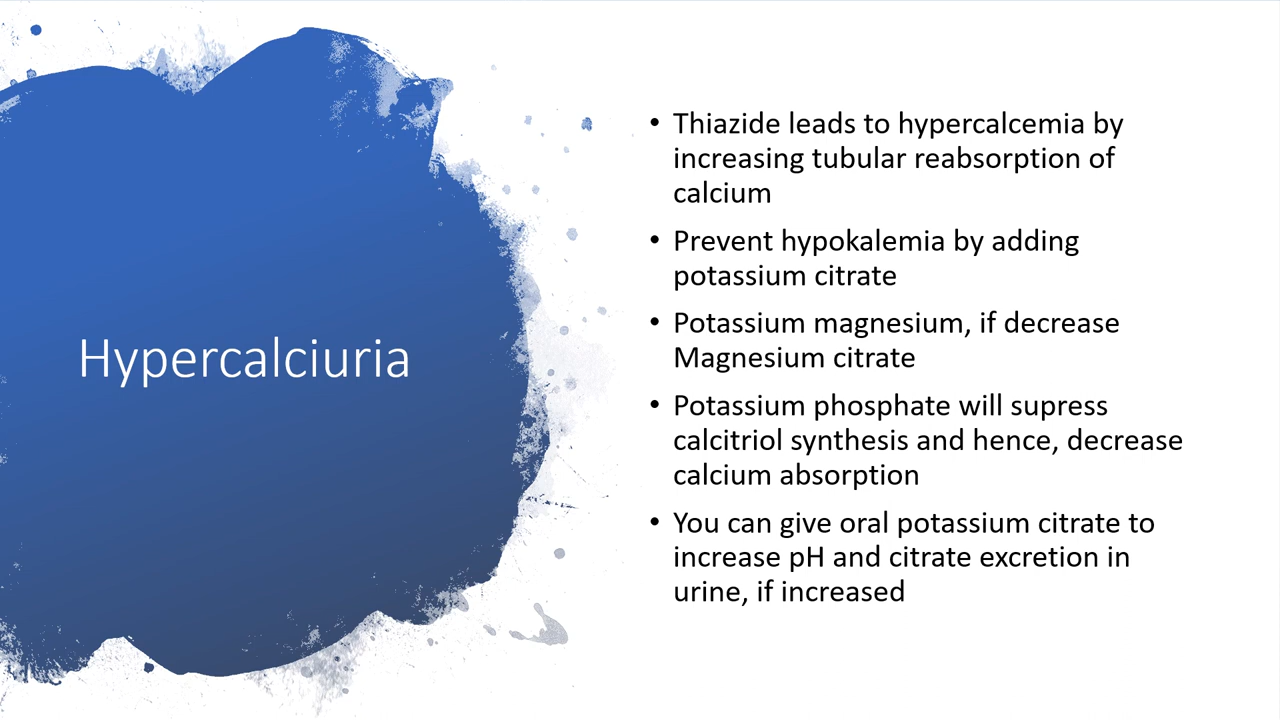 Hypercalciuria
• Thiazide leads to hypercalcemia by
increasing tubular reabsorption of
calcium
• Prevent hypokalemia by adding
potassium citrate
• Potassium magnesium, if decrease
Magnesium citrate
• Potassium phosphate will supress
calcitriol synthesis and hence, decrease
calcium absorption
• You can give oral potassium citrate to
increase pH and citrate excretion in
urine, if increased